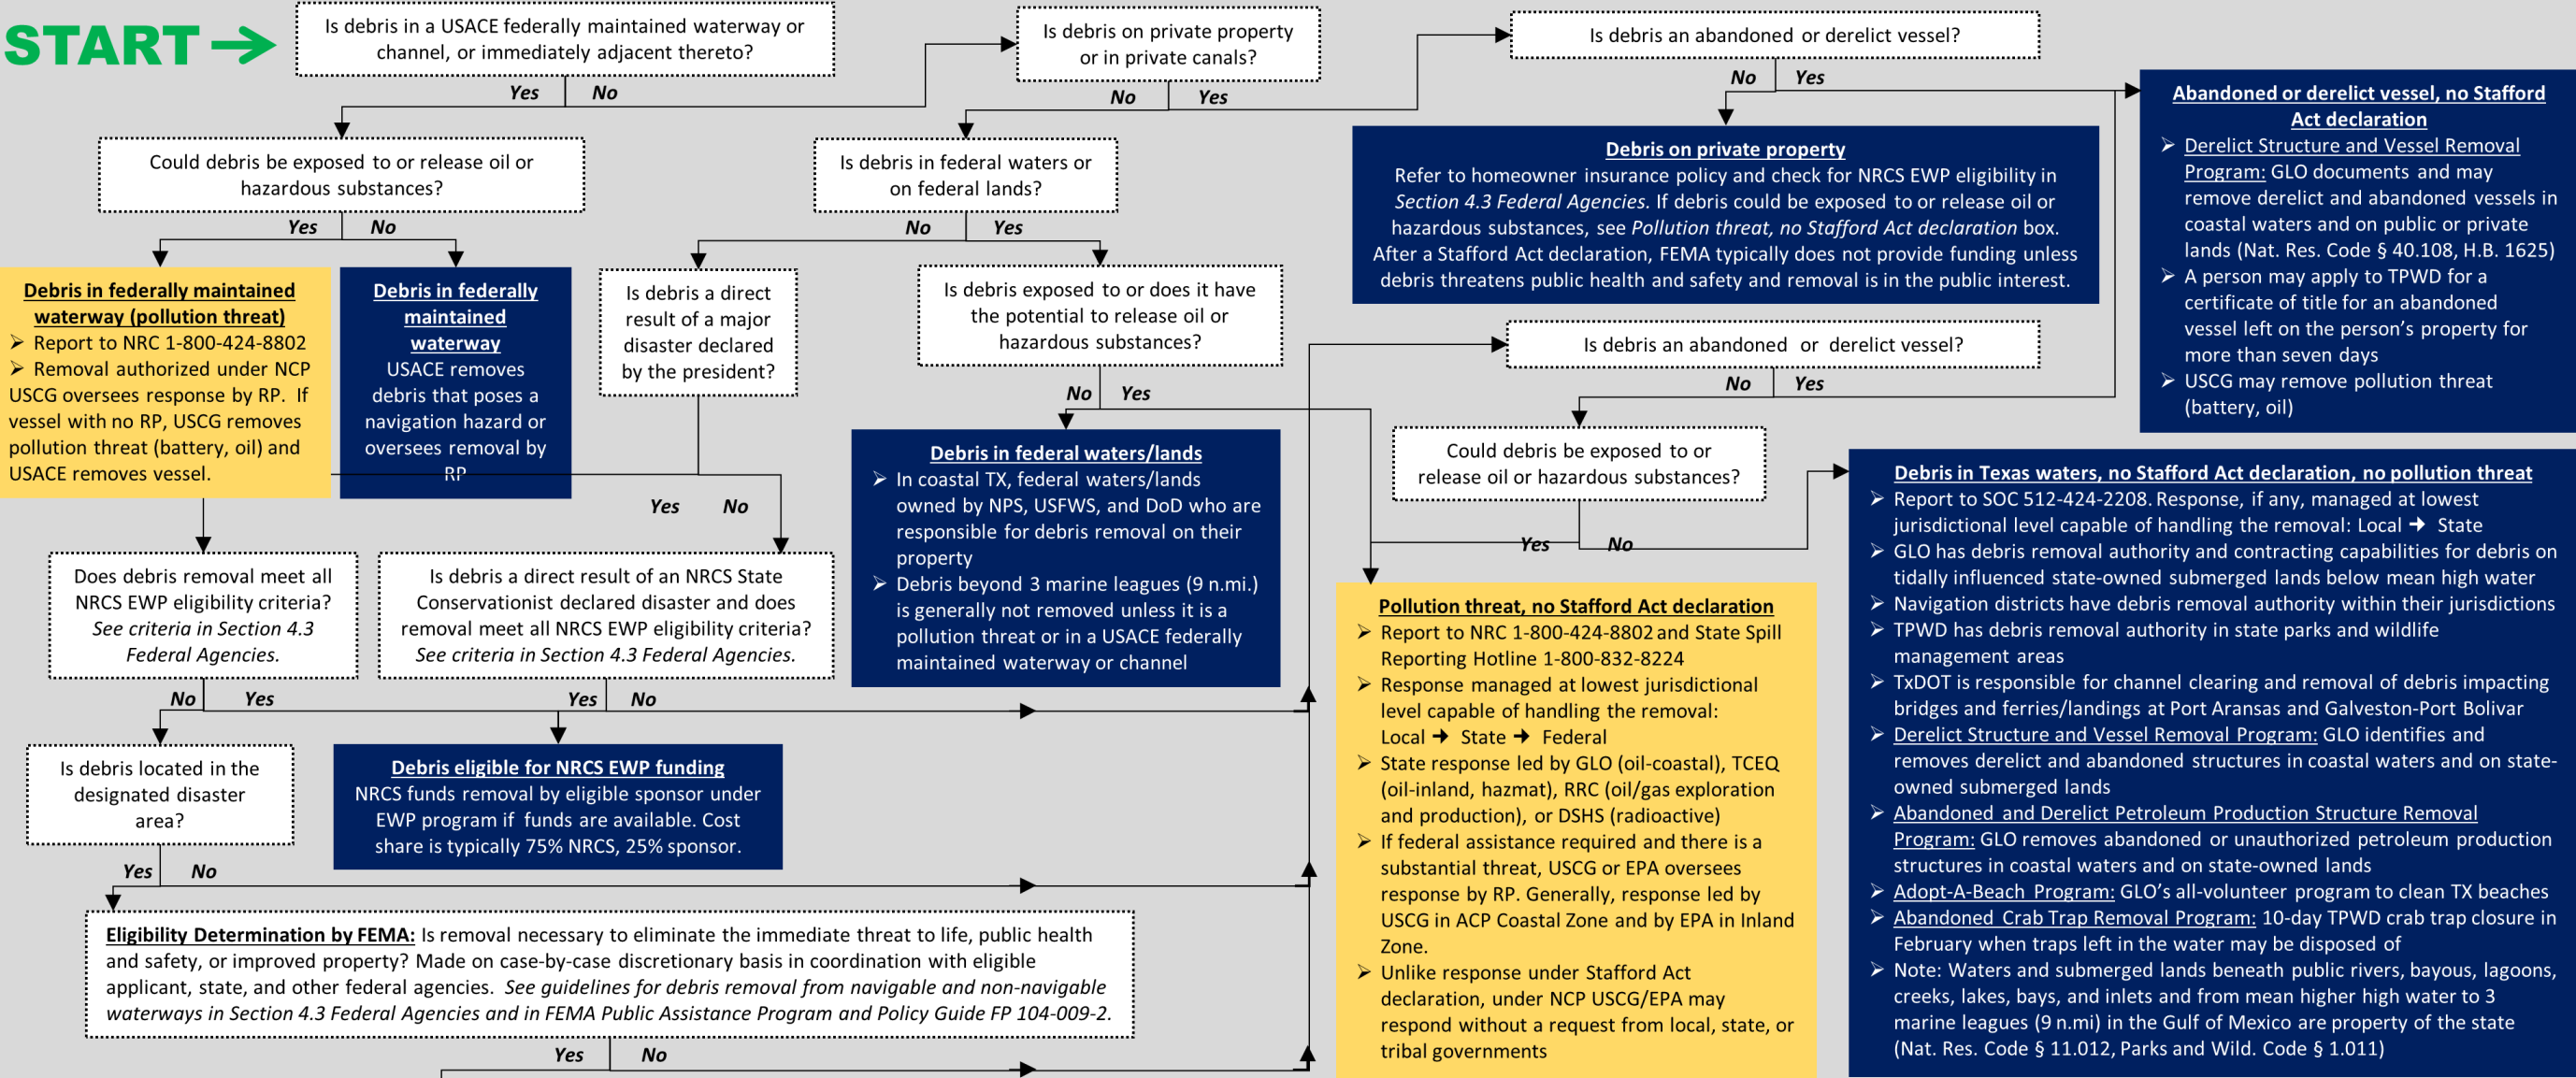 START
Is debris in a USACE federally maintained waterway or
channel, or immediately adjacent thereto?
Yes
No
Is debris on private property
or in private canals?
No
Yes
Is debris an abandoned or derelict vessel?
No
Yes
Could debris be exposed to or release oil or
hazardous substances?
Yes
No
Is debris in federal waters or
on federal lands?
No
Yes
Debris on private property
Refer to homeowner insurance policy and check for NRCS EWP eligibility in
Section 4.3 Federal Agencies. If debris could be exposed to or release oil or
hazardous substances, see Pollution threat, no Stafford Act declaration box.
After a Stafford Act declaration, FEMA typically does not provide funding unless
debris threatens public health and safety and removal is in the public interest.
Abandoned or derelict vessel, no Stafford
Act declaration
➢ Derelict Structure and Vessel Removal
Program: GLO documents and may
remove derelict and abandoned vessels in
coastal waters and on public or private
lands (Nat. Res. Code § 40.108, H.B. 1625)
➢ A person may apply to TPWD for a
certificate of title for an abandoned
vessel left on the person's property for
more than seven days
➢ USCG may remove pollution threat
(battery, oil)
Debris in federally maintained
waterway (pollution threat)
➢ Report to NRC 1-800-424-8802
➢ Removal authorized under NCP
USCG oversees response by RP. If
vessel with no RP, USCG removes
pollution threat (battery, oil) and
USACE removes vessel.
Debris in federally
maintained
waterway
USACE removes
debris that poses a
navigation hazard or
oversees removal by
RP
Is debris a direct
result of a major
disaster declared
by the president?
Yes
No
Is debris exposed to or does it have
the potential to release oil or
hazardous substances?
No
Yes
Is debris an abandoned or derelict vessel?
No
Yes
Debris in federal waters/lands
➢ In coastal TX, federal waters/lands
owned by NPS, USFWS, and DoD who are
responsible for debris removal on their
property
➢ Debris beyond 3 marine leagues (9 n.mi.)
is generally not removed unless it is a
pollution threat or in a USACE federally
maintained waterway or channel
Could debris be exposed to or
release oil or hazardous substances?
Yes
No
Does debris removal meet all
NRCS EWP eligibility criteria?
See criteria in Section 4.3
Federal Agencies.
No
Yes
Is debris a direct result of an NRCS State
Conservationist declared disaster and does
removal meet all NRCS EWP eligibility criteria?
See criteria in Section 4.3 Federal Agencies.
Yes
No
Is debris located in the
designated disaster
area?
Yes
No
Debris eligible for NRCS EWP funding
NRCS funds removal by eligible sponsor under
EWP program if funds are available. Cost
share is typically 75% NRCS, 25% sponsor.
Eligibility Determination by FEMA: Is removal necessary to eliminate the immediate threat to life, public health
and safety, or improved property? Made on case-by-case discretionary basis in coordination with eligible
applicant, state, and other federal agencies. See guidelines for debris removal from navigable and non-navigable
waterways in Section 4.3 Federal Agencies and in FEMA Public Assistance Program and Policy Guide FP 104-009-2.
Yes
No
Pollution threat, no Stafford Act declaration
➢ Report to NRC 1-800-424-8802 and State Spill
Reporting Hotline 1-800-832-8224
➢ Response managed at lowest jurisdictional
level capable of handling the removal:
Local → State → Federal
➢ State response led by GLO (oil-coastal), TCEQ
(oil-inland, hazmat), RRC (oil/gas exploration
and production), or DSHS (radioactive)
➢ If federal assistance required and there is a
substantial threat, USCG or EPA oversees
response by RP. Generally, response led by
USCG in ACP Coastal Zone and by EPA in Inland
Zone.
➢ Unlike response under Stafford Act
declaration, under NCP USCG/EPA may
respond without a request from local, state, or
tribal governments
Debris in Texas waters, no Stafford Act declaration, no pollution threat
➢ Report to SOC 512-424-2208. Response, if any, managed at lowest
jurisdictional level capable of handling the removal: Local → State
➢ GLO has debris removal authority and contracting capabilities for debris on
tidally influenced state-owned submerged lands below mean high water
➢ Navigation districts have debris removal authority within their jurisdictions
➢ TPWD has debris removal authority in state parks and wildlife
management areas
➢ TxDOT is responsible for channel clearing and removal of debris impacting
bridges and ferries/landings at Port Aransas and Galveston-Port Bolivar
➢ Derelict Structure and Vessel Removal Program: GLO identifies and
removes derelict and abandoned structures in coastal waters and on state-
owned submerged lands
➢ Abandoned and Derelict Petroleum Production Structure Removal
Program: GLO removes abandoned or unauthorized petroleum production
structures in coastal waters and on state-owned lands
➢ Adopt-A-Beach Program: GLO's all-volunteer program to clean TX beaches
➢ Abandoned Crab Trap Removal Program: 10-day TPWD crab trap closure in
February when traps left in the water may be disposed of
➢ Note: Waters and submerged lands beneath public rivers, bayous, lagoons,
creeks, lakes, bays, and inlets and from mean higher high water to 3
marine leagues (9 n.mi) in the Gulf of Mexico are property of the state
(Nat. Res. Code § 11.012, Parks and Wild. Code § 1.011)